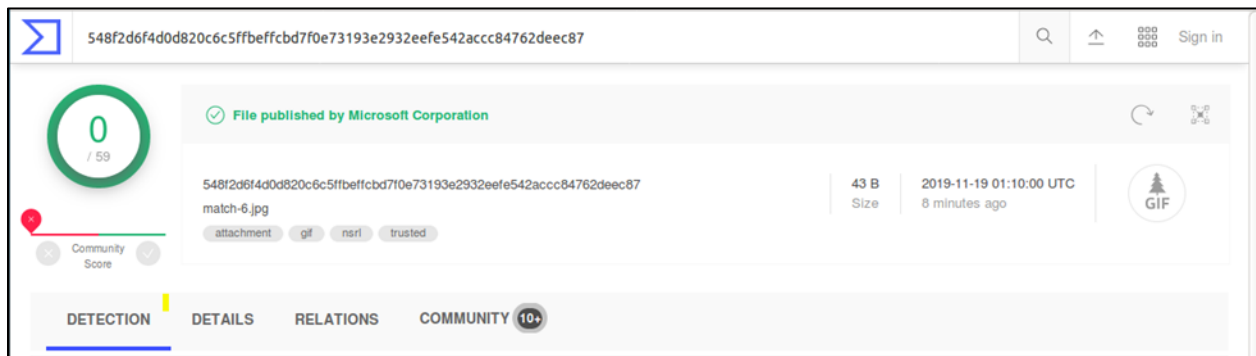 548f2d6f4d0d820c6c5ffbeffcbd7f0e73193e2932eefe542accc84762deec87
Sign in
0
/ 59
File published by Microsoft Corporation
548f2d6f4d0d820c6c5ffbeffcbd7f0e73193e2932eefe542accc84762deec87
match-6.jpg
attachment gif nsrl trusted
43 B
Size
2019-11-19 01:10:00 UTC
8 minutes ago
GIF
Community
Score
DETECTION DETAILS RELATIONS COMMUNITY 10+